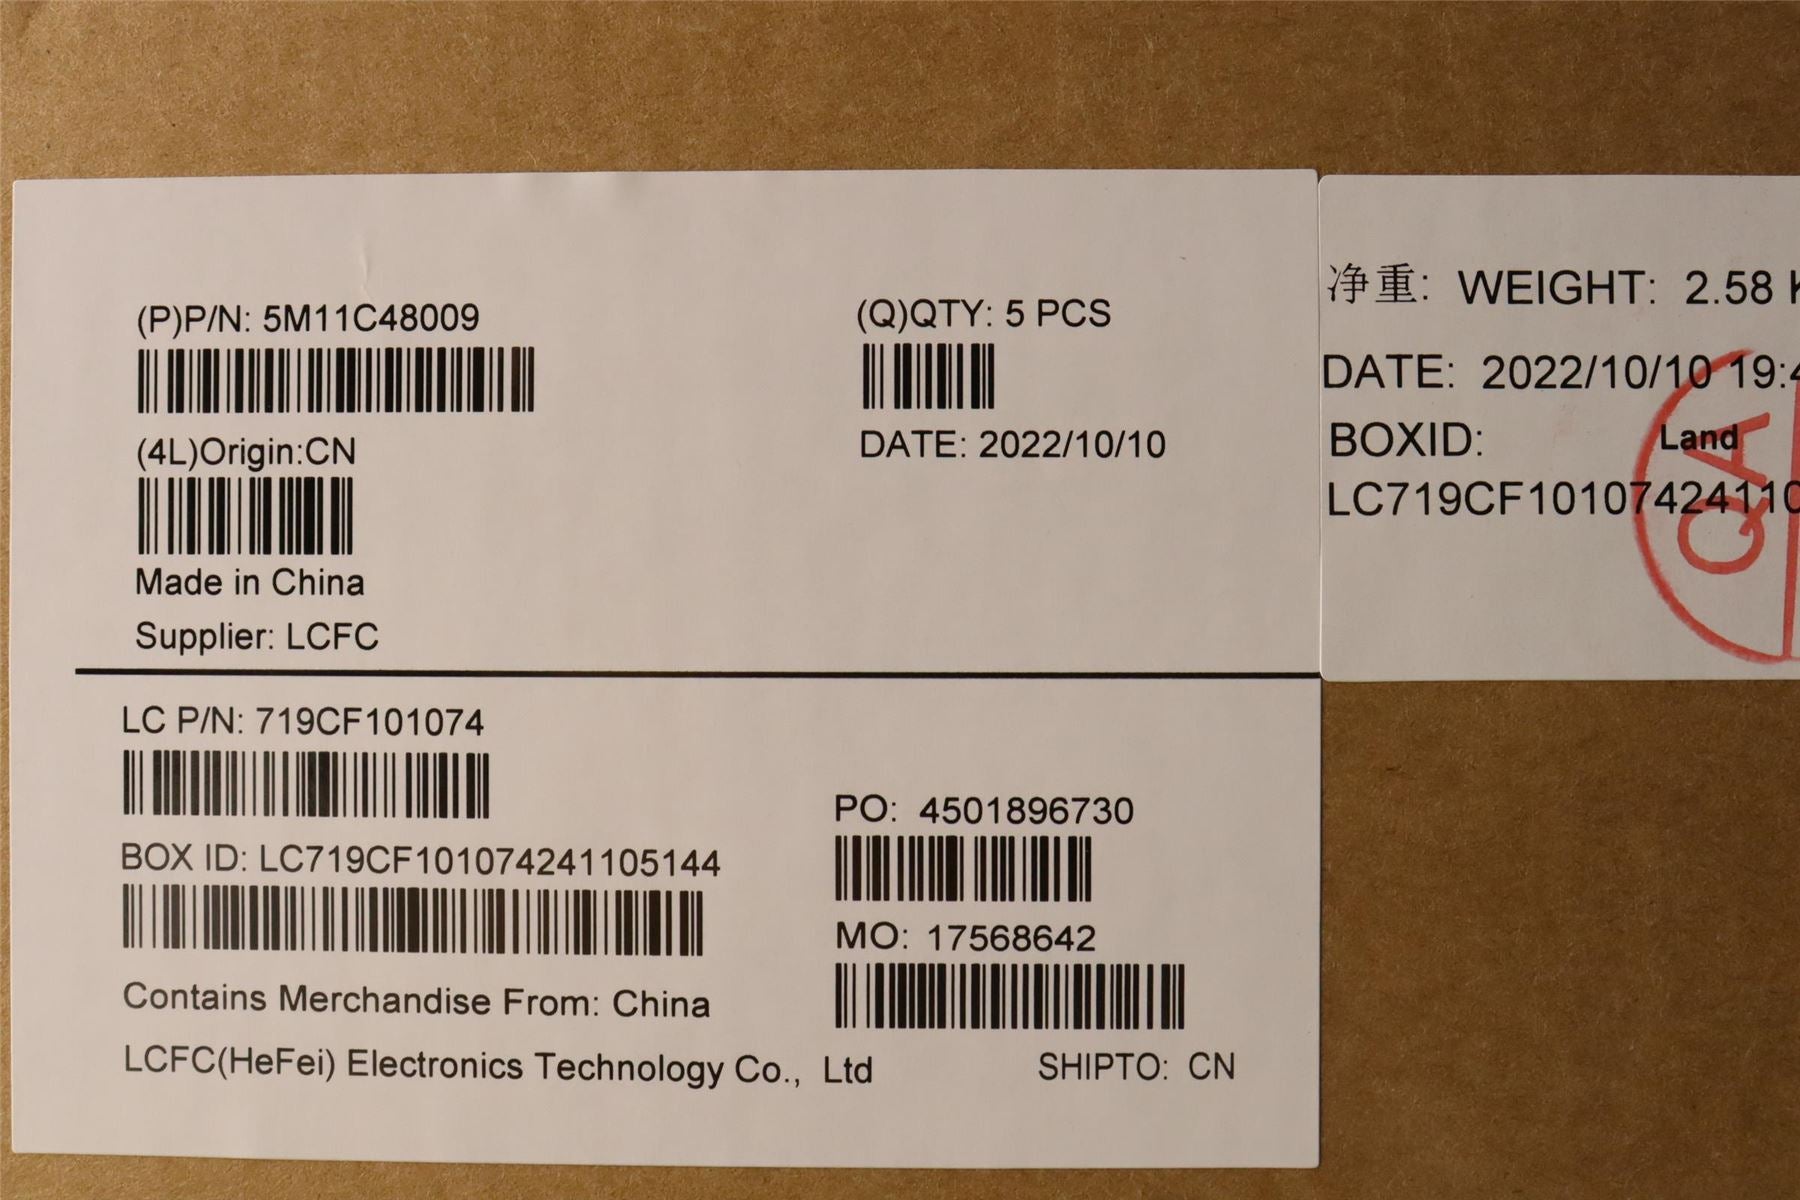 (P)P/N: 5M11C48009
(Q)QTY: 5 PCS
(4L)Origin:CN
DATE: 2022/10/10
Made in China
Supplier: LCFC
LC P/N: 719CF101074
BOX ID: LC719CF101074241105144
PO: 4501896730
MO: 17568642
Contains Merchandise From: China
LCFC(HeFei) Electronics Technology Co., Ltd
SHIPTO: CN
净重: WEIGHT: 2.58
DATE: 2022/10/10 19:4
BOXID: Land
LC719CF10107424110
QA